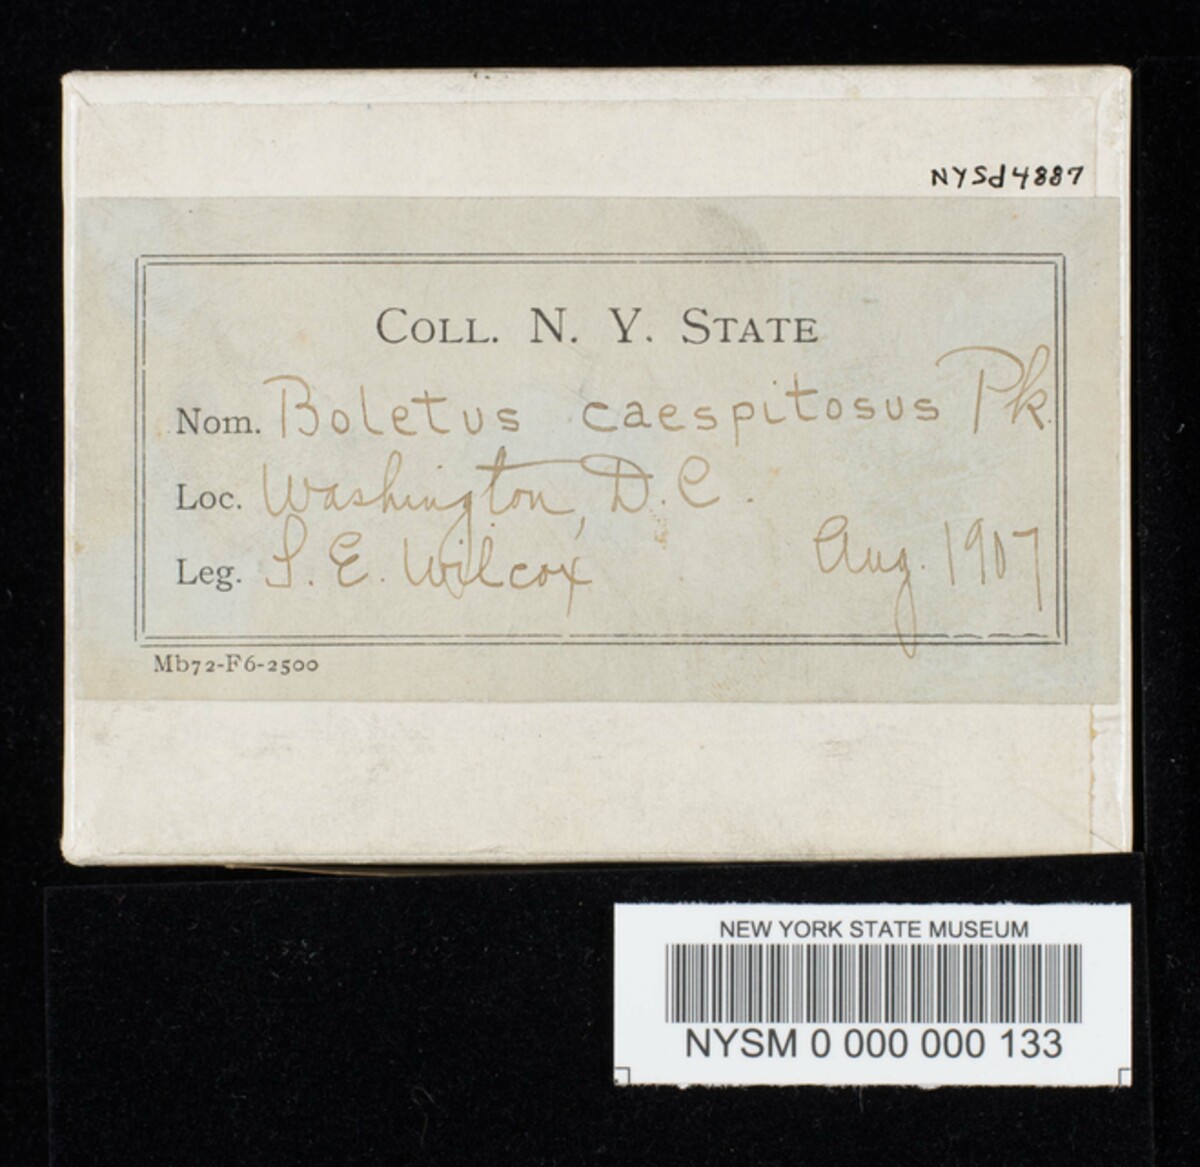 NYSd4887
COLL. N. Y. STATE
Nom. Boletus caespitosus Pk.
Loc. Washington, D.C.
Leg. S. E. Wilcox Aug. 1907
Mb72-F6-2500
NEW YORK STATE MUSEUM
NYSM 0 000 000 133